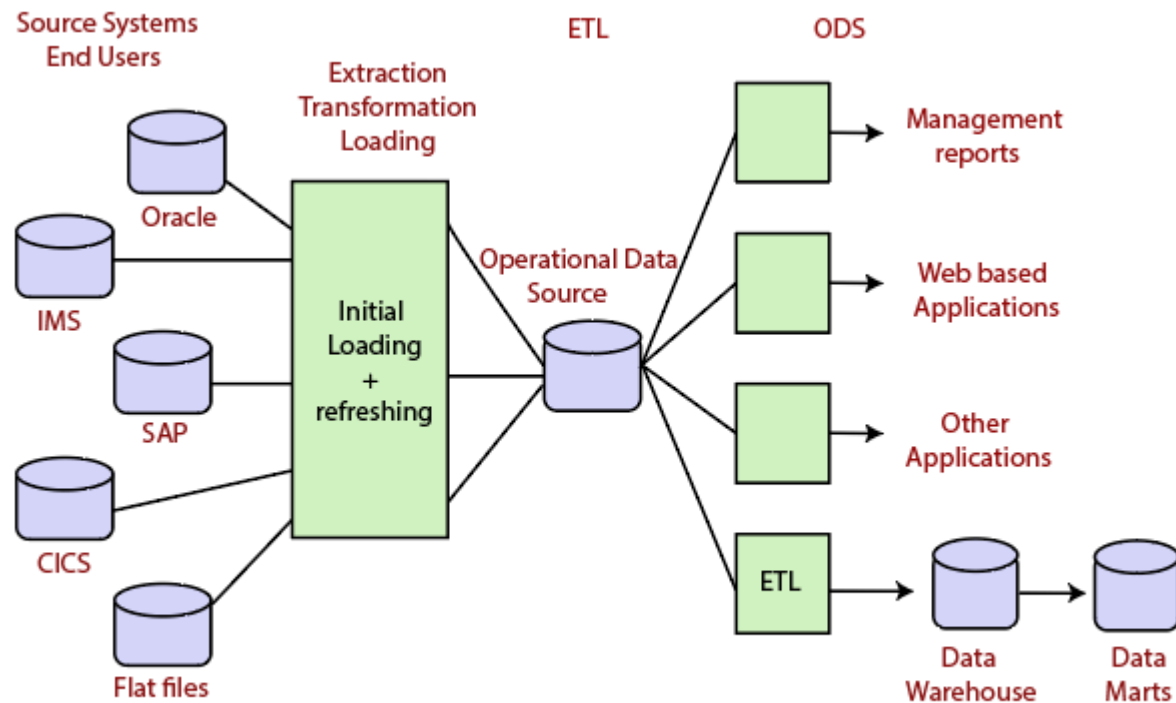 Source Systems
End Users
ETL
ODS
Extraction
Transformation
Loading
Oracle
IMS
SAP
CICS
Flat files
Initial
Loading
+
refreshing
Operational Data
Source
Management
reports
Web based
Applications
Other
Applications
ETL
Data
Warehouse
Data
Marts